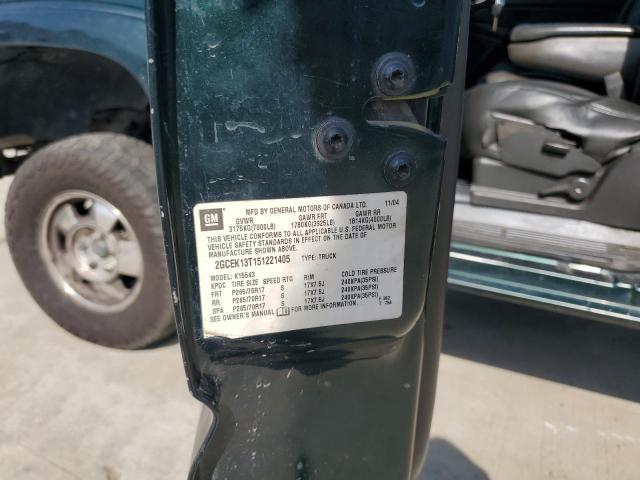 GM
MFD BY GENERAL MOTORS OF CANADA LTD. 11/04
GVWR GAWR FRT GAWR RR
3175KG(7000LB) 1780KG(3925LB) 1814KG(4000LB)
THIS VEHICLE CONFORMS TO ALL APPLICABLE U.S. FEDERAL MOTOR
VEHICLE SAFETY STANDARDS IN EFFECT ON THE DATE OF
MANUFACTURE SHOWN ABOVE.
2GCEK13T151221405 TYPE: TRUCK
MODEL: K15543
XPDC TIRE SIZE SPEED RTG RIM COLD TIRE PRESSURE
FRT P265/70R17 S 17X7.5J 240KPA(35PSI)
RR P265/70R17 S 17X7.5J 240KPA(35PSI)
SPA P265/70R17 S 17X7.5J 240KPA(35PSI)
SEE OWNER'S MANUAL FOR MORE INFORMATION.